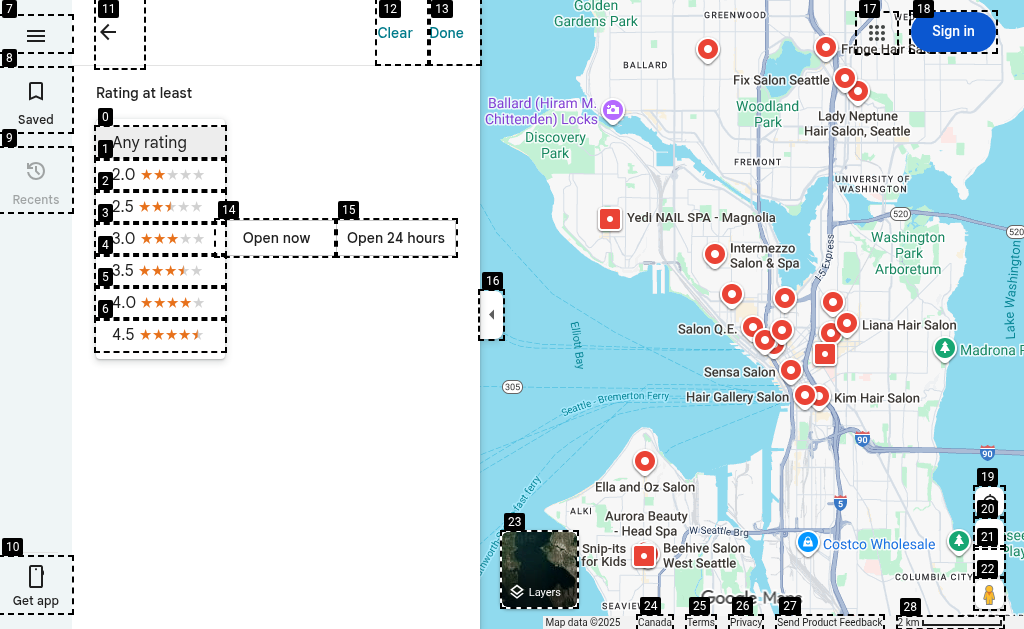 7
11
12
13
17
18
Clear
Done
Sign in
8
Saved
9
Recents
10
Get app
Rating at least
0
Any rating
1
2.0
2
2.5
3
3.0
4
3.5
5
4.0
6
4.5
14
Open now
15
Open 24 hours
16
Golden
Gardens Park
GREENWOOD
BALLARD
Fringe Hair Sa
Fix Salon Seattle
Ballard (Hiram M.
Chittenden) Locks
Woodland
Park
Lady Neptune
Hair Salon, Seattle
Discovery
Park
FREMONT
UNIVERSITY OF
WASHINGTON
Yedi NAIL SPA - Magnolia
520
520
Washington
Park
Arboretum
I-5 Express
Lake Washington
Intermezzo
Salon & Spa
Salon Q.E.
Liana Hair Salon
Elliott Bay
Madrona P
Sensa Salon
305
Hair Gallery Salon
Kim Hair Salon
Seattle - Bremerton Ferry
90
90
fast ferry
Ella and Oz Salon
5
ALKI
Aurora Beauty
- Head Spa
W Seattle Brg
Costco Wholesale
Snip-its
for Kids
Beehive Salon
West Seattle
COLUMBIA CITY
19
20
21
22
23
Layers
Google Maps
24
25
26
27
28
Map data ©2025
Canada
Terms
Privacy
Send Product Feedback
2 km